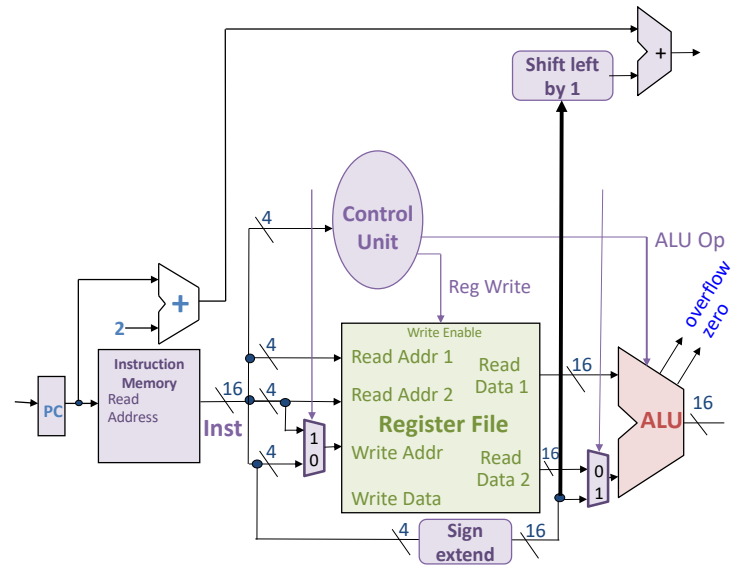 Shift left
by 1
+
4
Control
Unit
ALU Op
+
2
Reg Write
overflow
zero
Write Enable
Instruction
Memory
Read
Address
PC
16
Inst
4
Read Addr 1
Read
Data 1
16
4
Read Addr 2
Register File
1
0
4
Write Addr
Read
Data 2
16
0
1
ALU
16
Write Data
4
Sign
extend
16